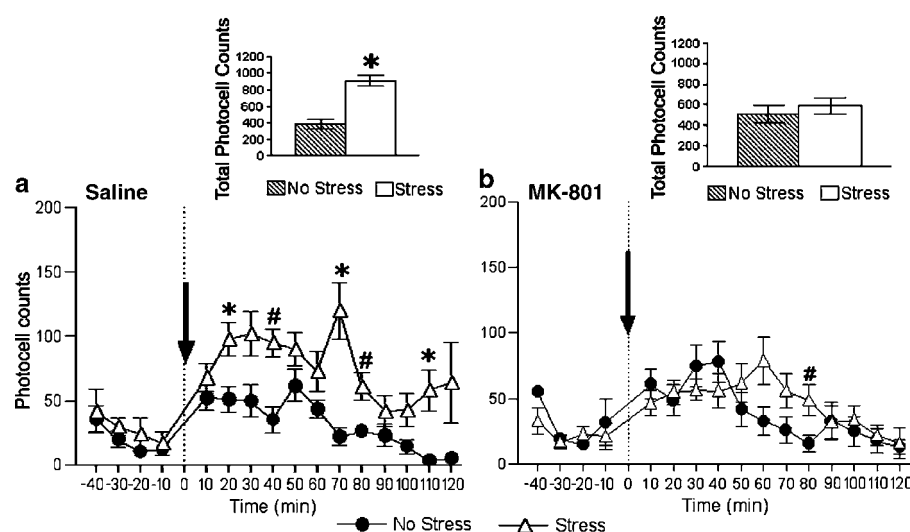 Total Photocell Counts
1200
1000
800
600
400
200
0
*
No Stress
Stress
Total Photocell Counts
1200
1000
800
600
400
200
0
No Stress
Stress
a
Saline
Photocell counts
200
150
100
50
0
* # * # *
-40 -30 -20 -10 0 10 20 30 40 50 60 70 80 90 100 110 120
Time (min)
b
MK-801
200
150
100
50
0
#
-40 -30 -20 -10 0 10 20 30 40 50 60 70 80 90 100 110 120
Time (min)
No Stress
Stress